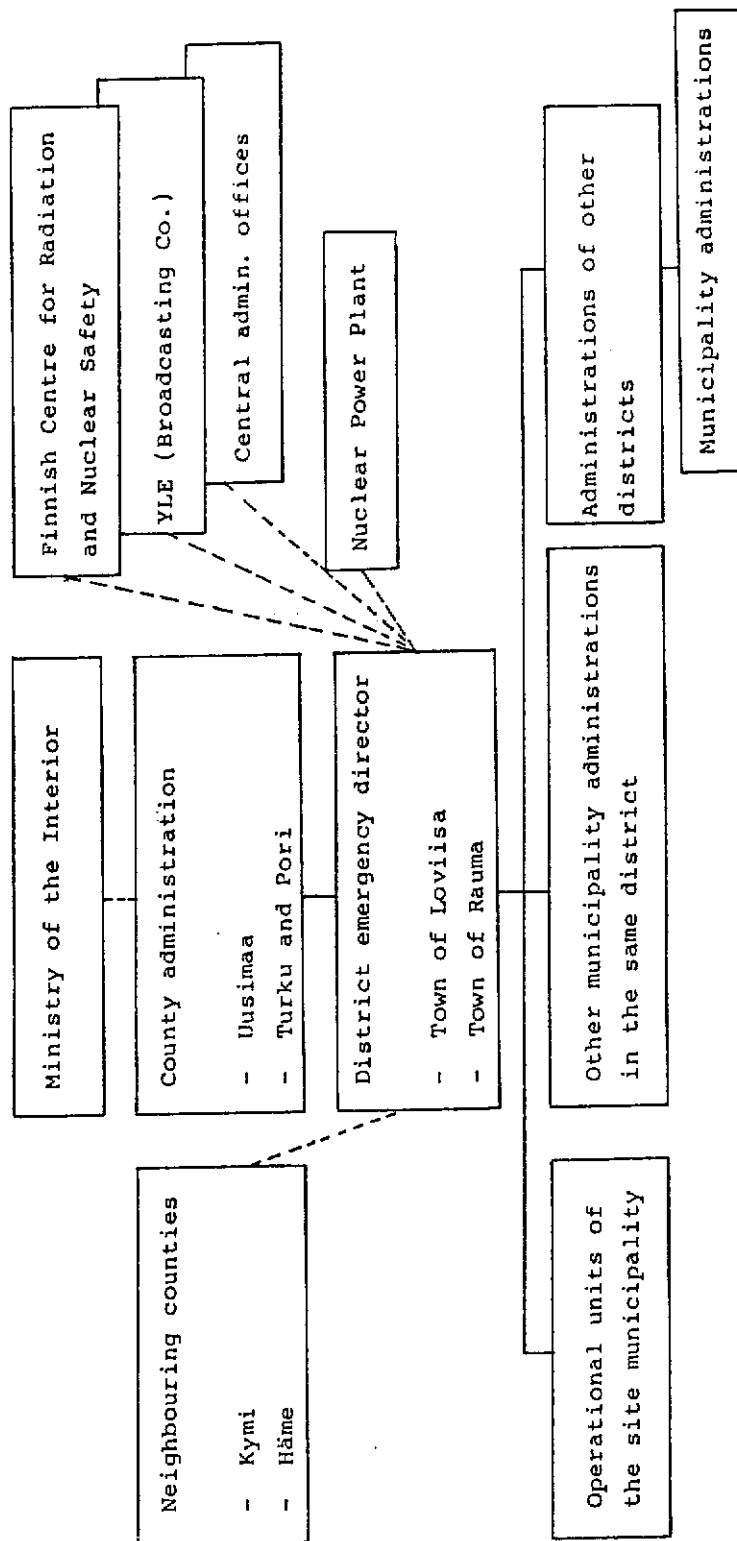 Ministry of the Interior
Finnish Centre for Radiation
and Nuclear Safety
YLE (Broadcasting Co.)
Central admin. offices
Neighbouring counties
- Kymi
- Häme
County administration
- Uusimaa
- Turku and Pori
Nuclear Power Plant
District emergency director
- Town of Loviisa
- Town of Rauma
Operational units of
the site municipality
Other municipality administrations
in the same district
Administrations of other
districts
Municipality administrations